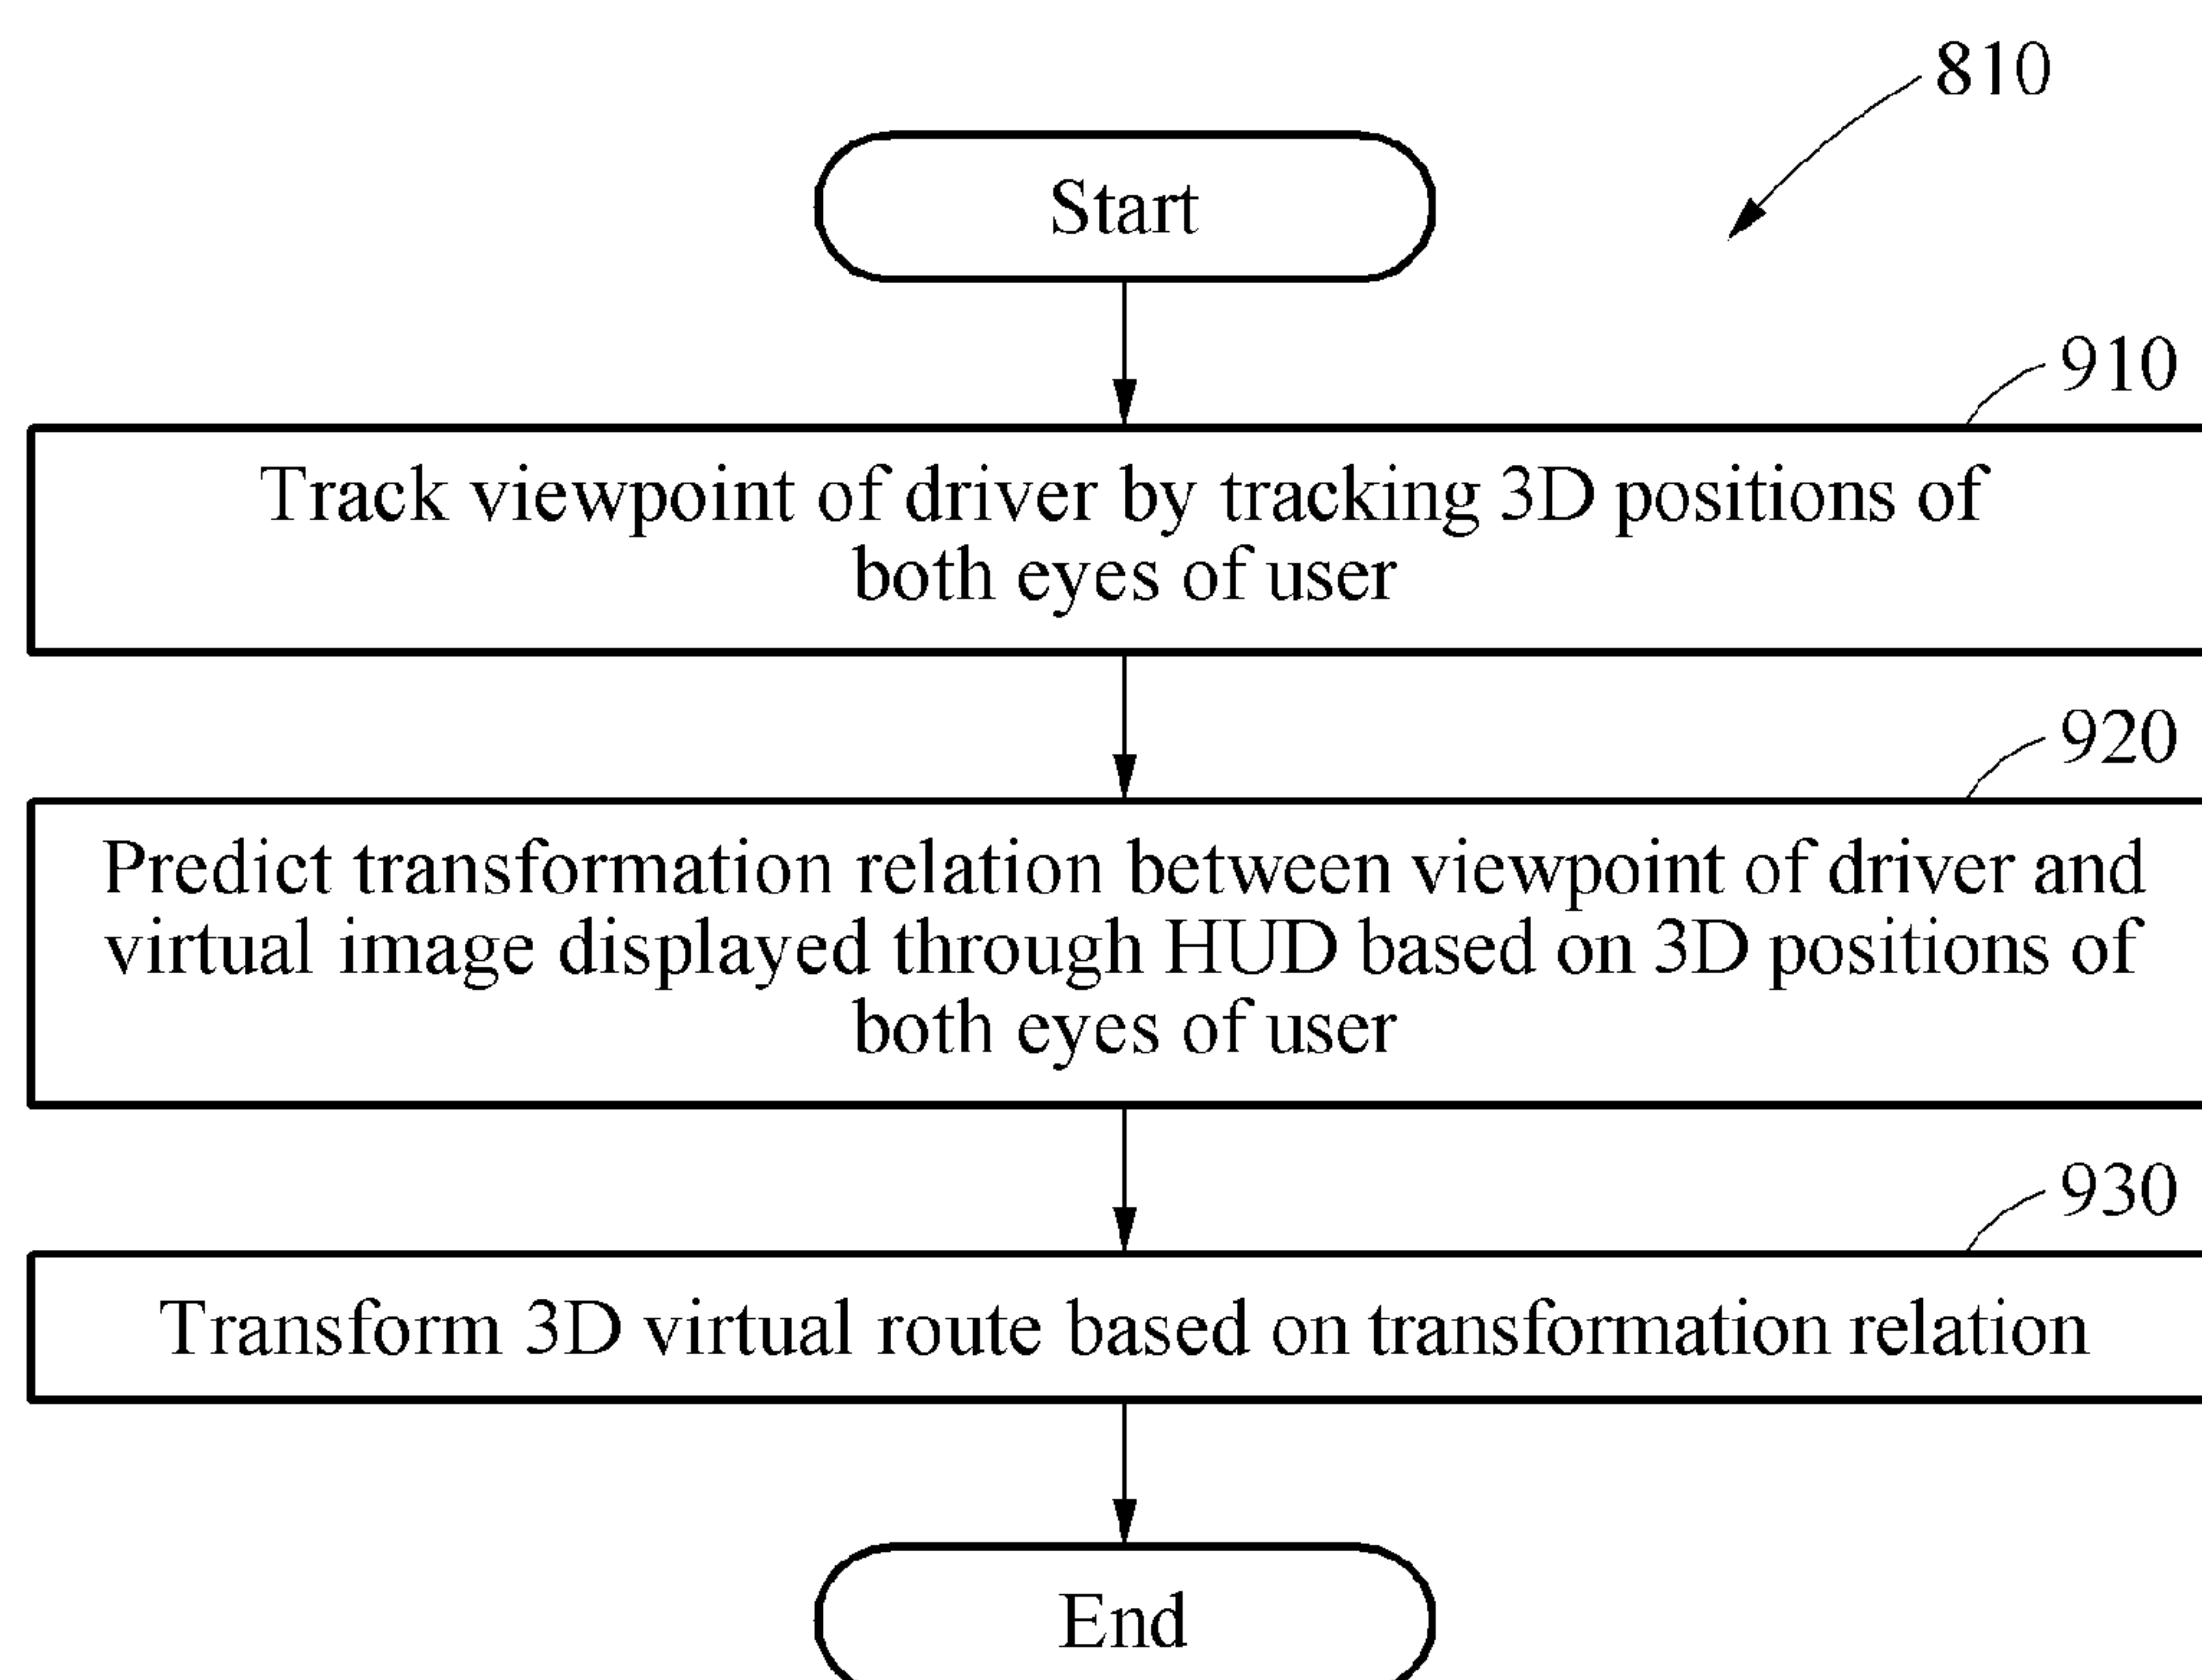 810
Start
910
Track viewpoint of driver by tracking 3D positions of
both eyes of user
920
Predict transformation relation between viewpoint of driver and
virtual image displayed through HUD based on 3D positions of
both eyes of user
930
Transform 3D virtual route based on transformation relation
End